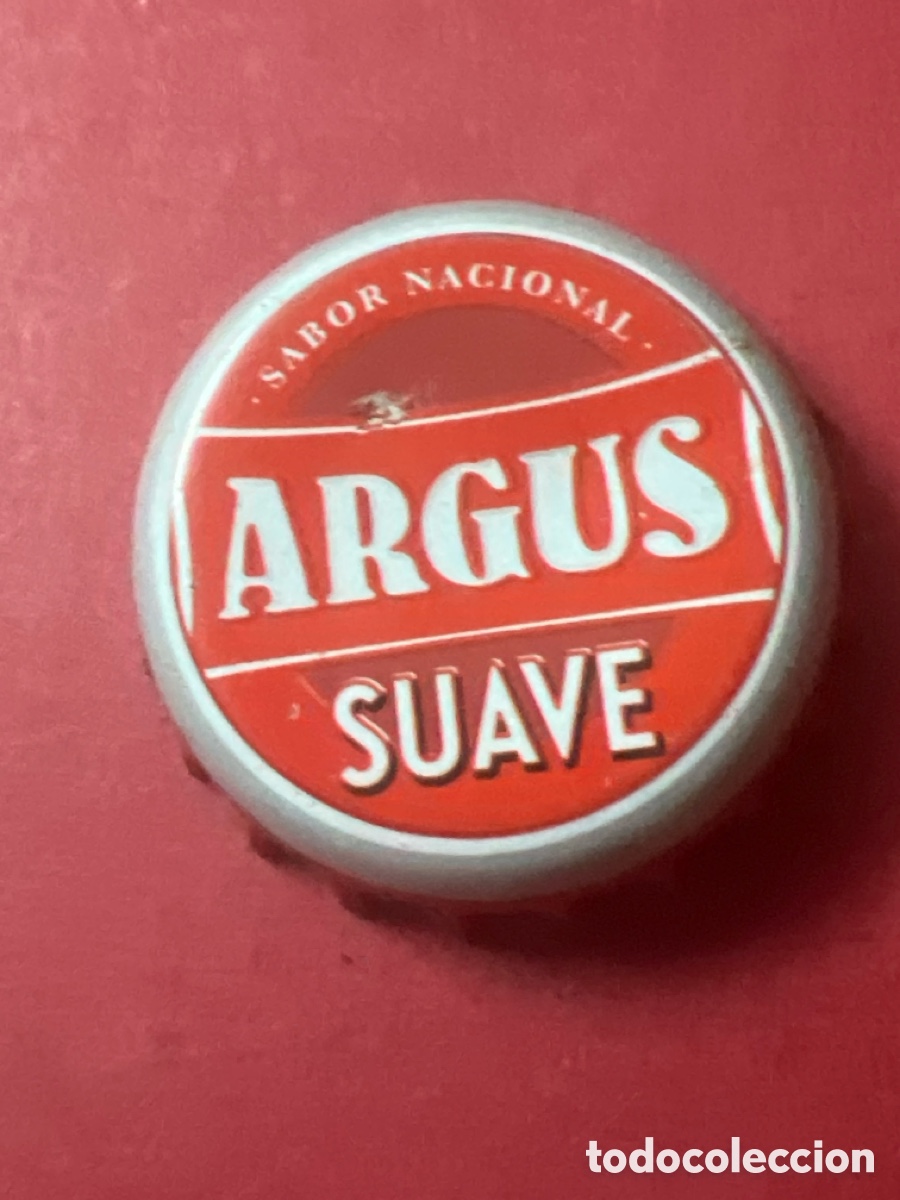 · SABOR NACIONAL ·
ARGUS
SUAVE
todocoleccion